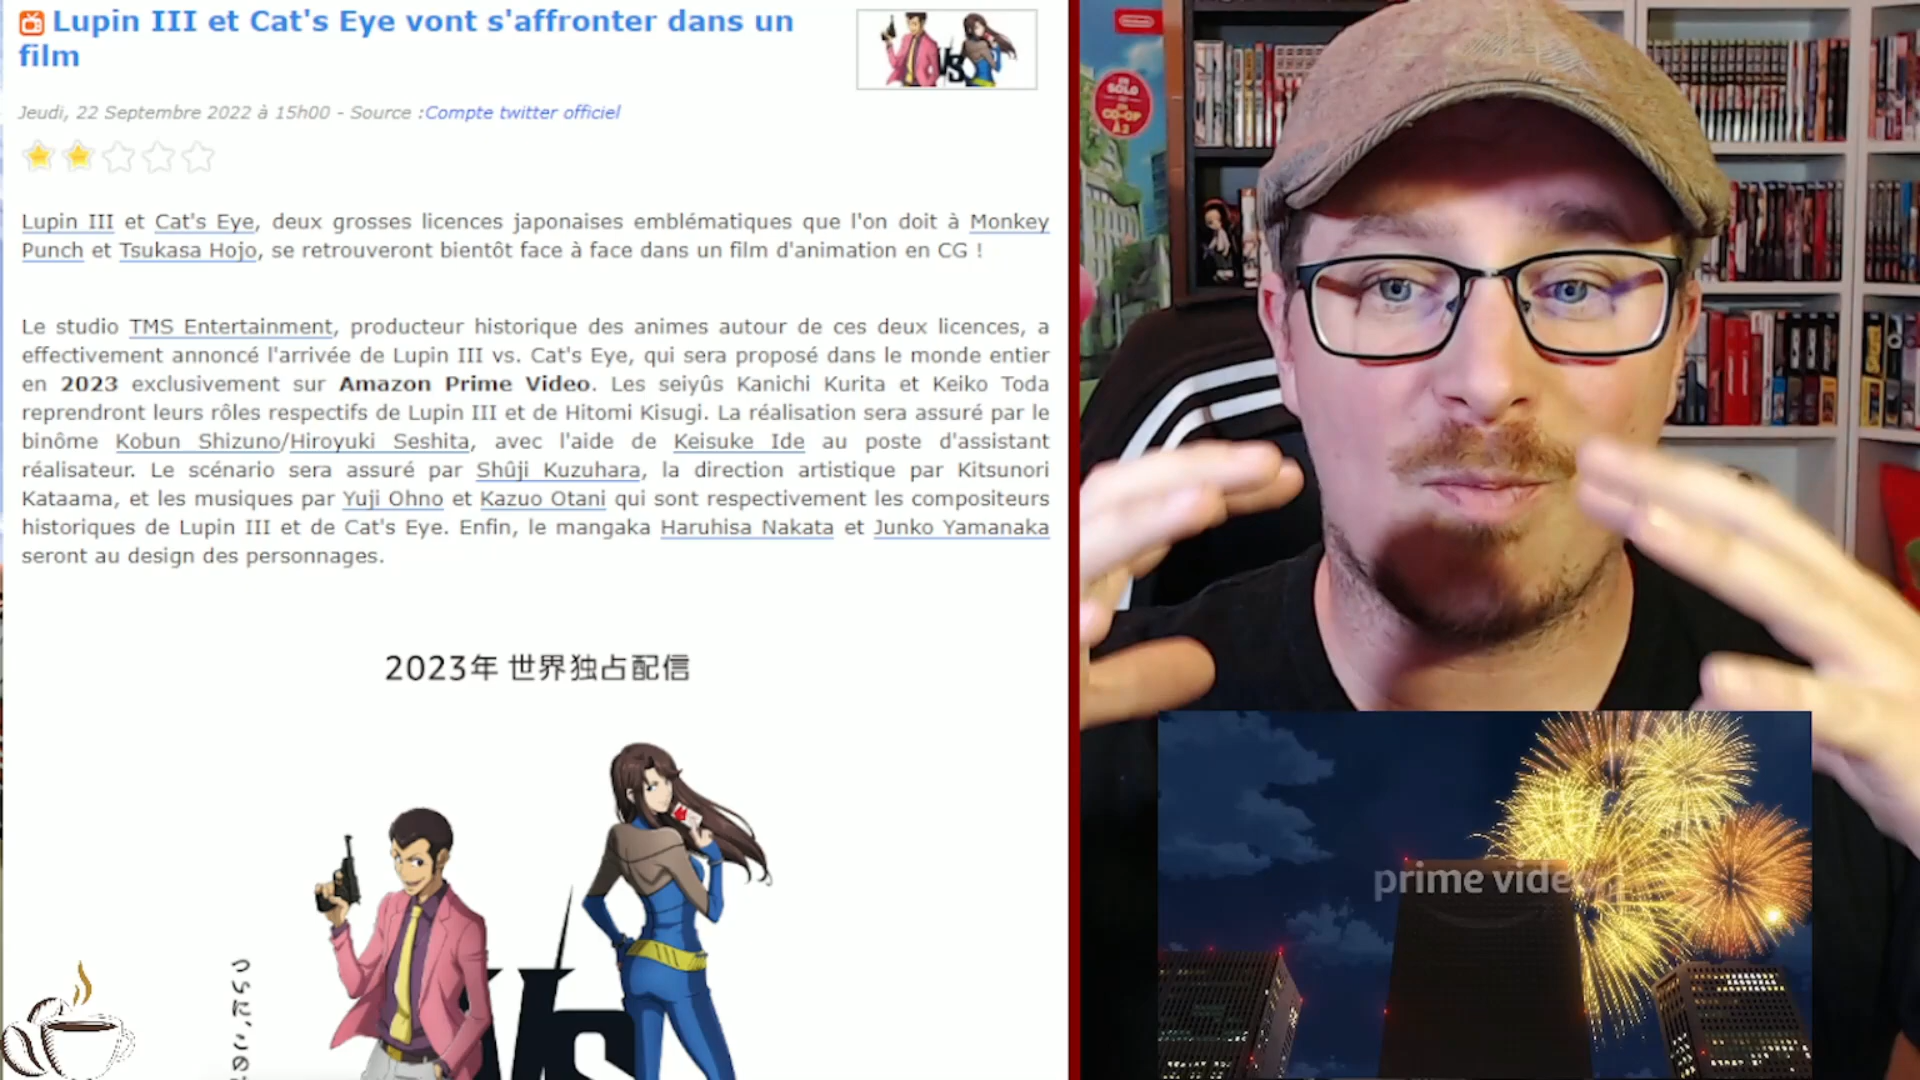 Lupin III et Cat's Eye vont s'affronter dans un
film
Jeudi, 22 Septembre 2022 à 15h00 - Source :Compte twitter officiel
Lupin III et Cat's Eye, deux grosses licences japonaises emblématiques que l'on doit à Monkey
Punch et Tsukasa Hojo, se retrouveront bientôt face à face dans un film d'animation en CG !
Le studio TMS Entertainment, producteur historique des animes autour de ces deux licences, a
effectivement annoncé l'arrivée de Lupin III vs. Cat's Eye, qui sera proposé dans le monde entier
en 2023 exclusivement sur Amazon Prime Video. Les seiyûs Kanichi Kurita et Keiko Toda
reprendront leurs rôles respectifs de Lupin III et de Hitomi Kisugi. La réalisation sera assuré par le
binôme Kobun Shizuno/Hiroyuki Seshita, avec l'aide de Keisuke Ide au poste d'assistant
réalisateur. Le scénario sera assuré par Shûji Kuzuhara, la direction artistique par Kitsunori
Kataama, et les musiques par Yuji Ohno et Kazuo Otani qui sont respectivement les compositeurs
historiques de Lupin III et de Cat's Eye. Enfin, le mangaka Haruhisa Nakata et Junko Yamanaka
seront au design des personnages.
2023年 世界独占配信
VS
VS
EN
SOLO
CO-OP
À 2
prime video